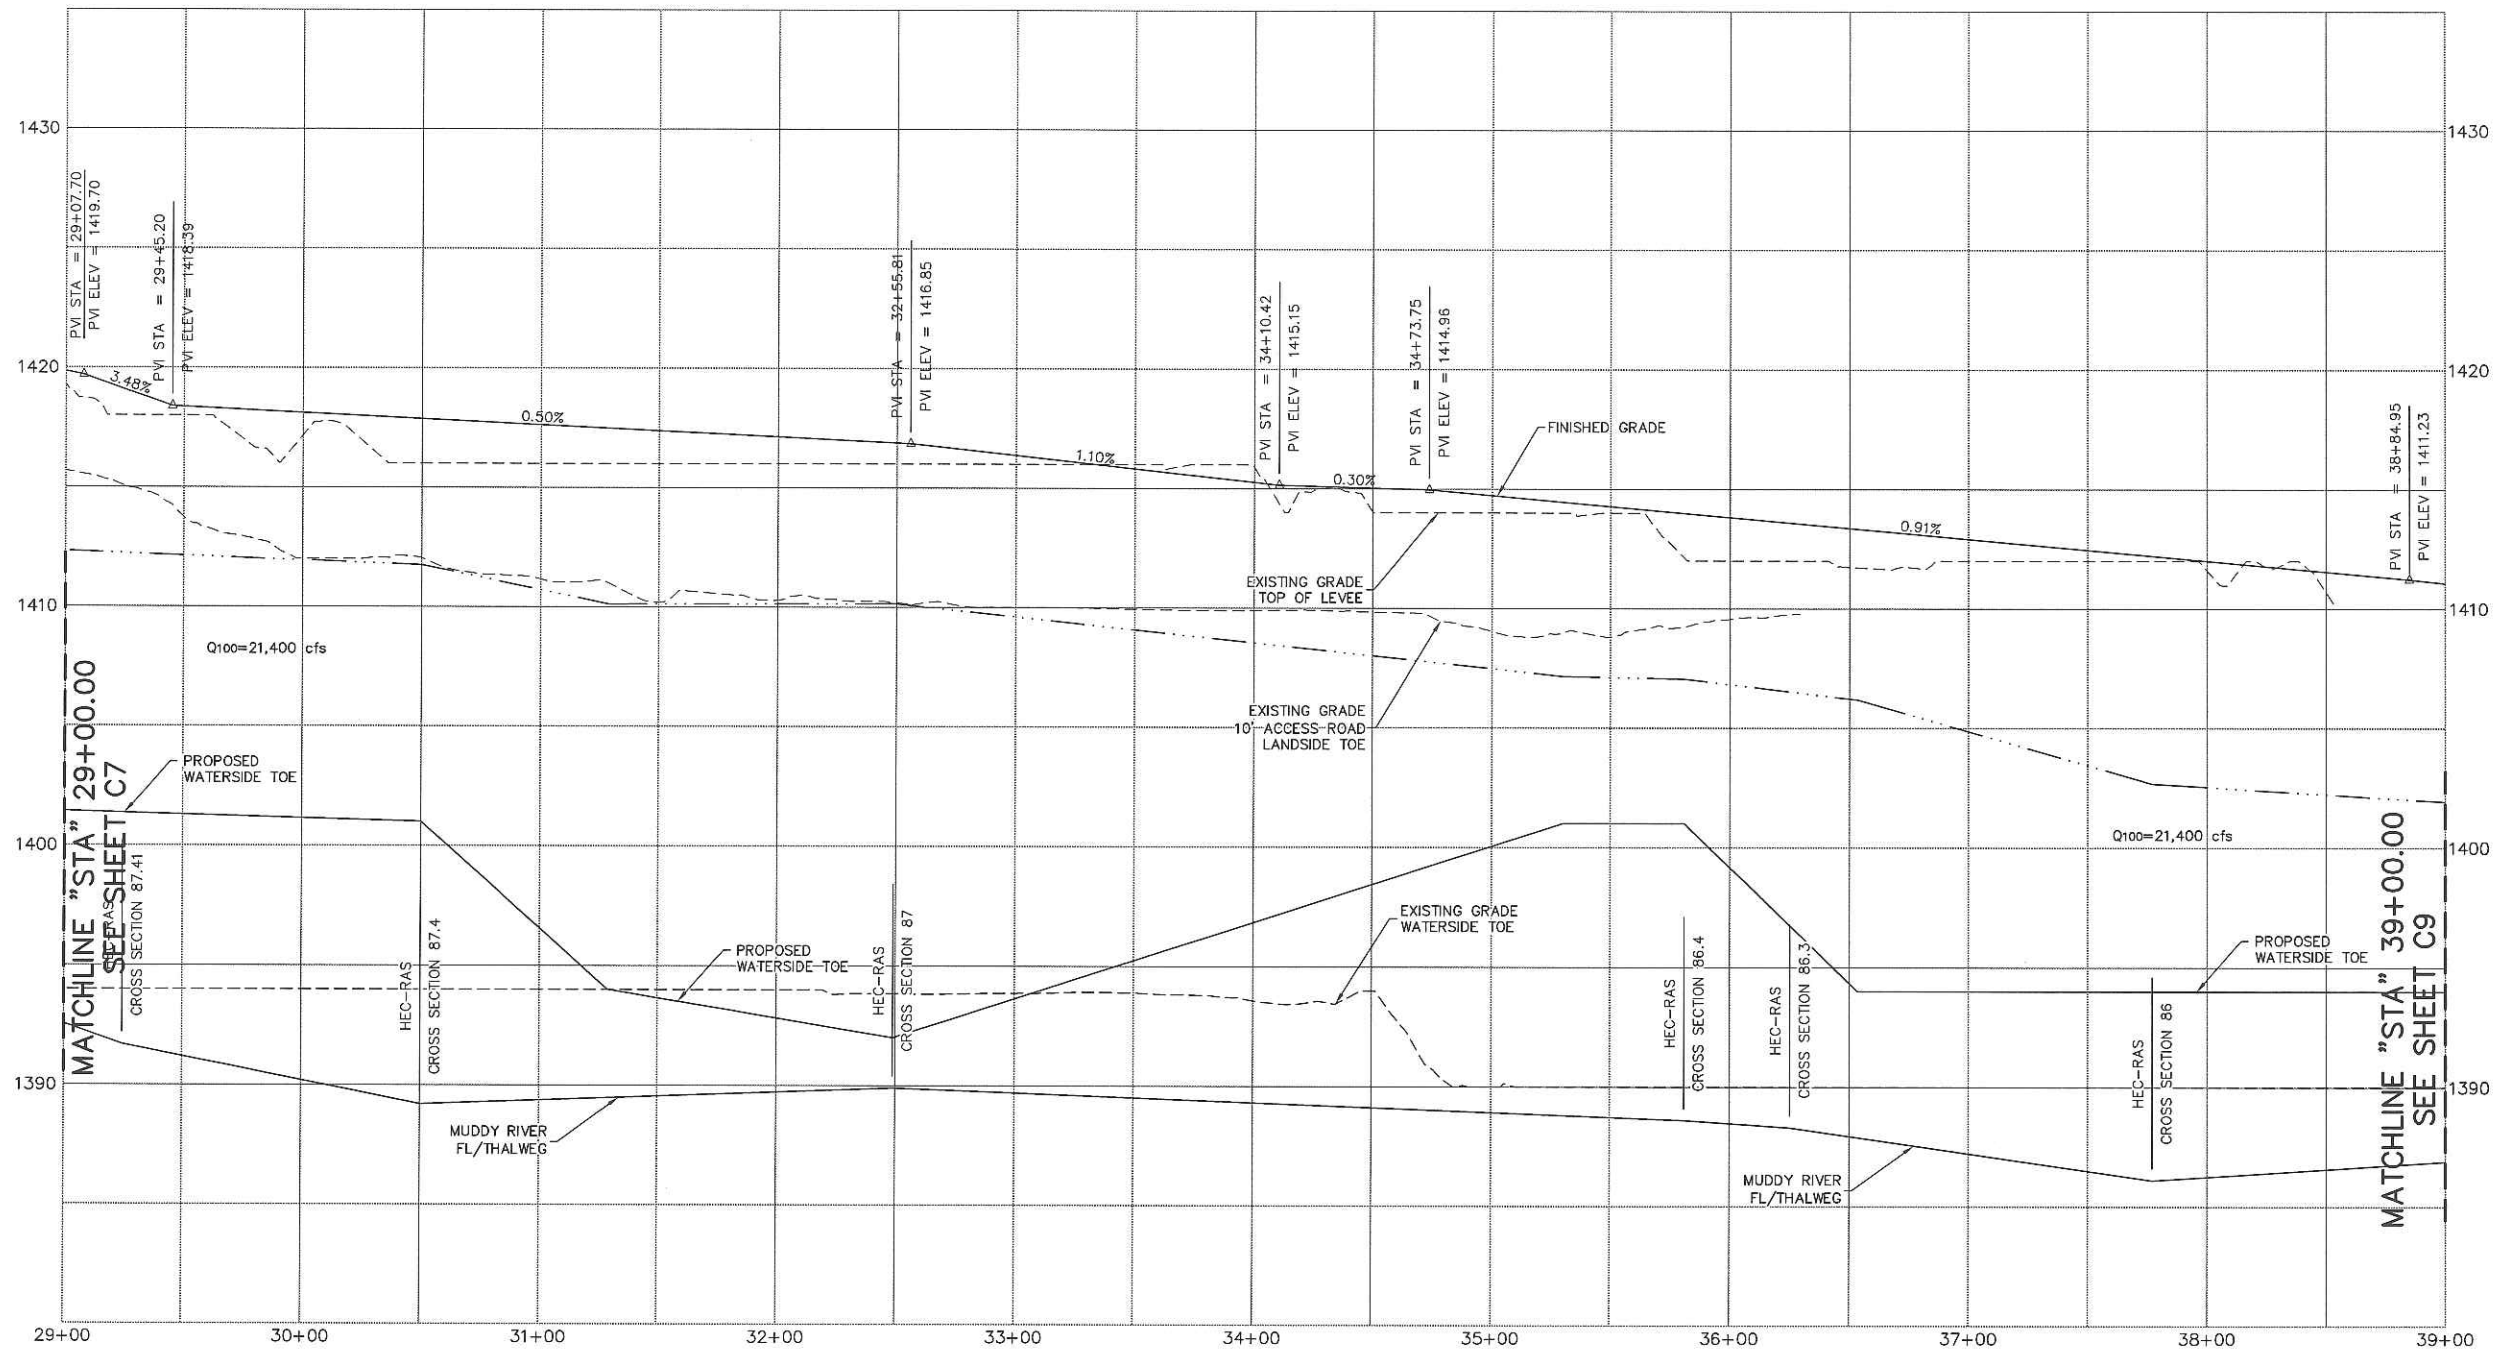 1430
1430
1420
1420
1410
1410
1400
1400
1390
1390
PVI STA = 29+07.70
PVI ELEV = 1419.70
PVI STA = 29+45.20
PVI ELEV = 1418.39
PVI STA = 32+55.81
PVI ELEV = 1416.85
PVI STA = 34+10.42
PVI ELEV = 1415.15
PVI STA = 34+73.75
PVI ELEV = 1414.96
PVI STA = 38+84.95
PVI ELEV = 1411.23
3.48%
0.50%
1.10%
0.30%
0.91%
FINISHED GRADE
EXISTING GRADE
TOP OF LEVEE
Q100=21,400 cfs
EXISTING GRADE
10' ACCESS ROAD
LANDSIDE TOE
PROPOSED
WATERSIDE TOE
MATCHLINE "STA" 29+00.00
SEE SHEET C7
HEC-RAS
CROSS SECTION 87.41
HEC-RAS
CROSS SECTION 87.4
PROPOSED
WATERSIDE TOE
HEC-RAS
CROSS SECTION 87
EXISTING GRADE
WATERSIDE TOE
HEC-RAS
CROSS SECTION 86.4
HEC-RAS
CROSS SECTION 86.3
Q100=21,400 cfs
PROPOSED
WATERSIDE TOE
HEC-RAS
CROSS SECTION 86
MATCHLINE "STA" 39+00.00
SEE SHEET C9
MUDDY RIVER
FL/THALWEG
MUDDY RIVER
FL/THALWEG
29+00
30+00
31+00
32+00
33+00
34+00
35+00
36+00
37+00
38+00
39+00